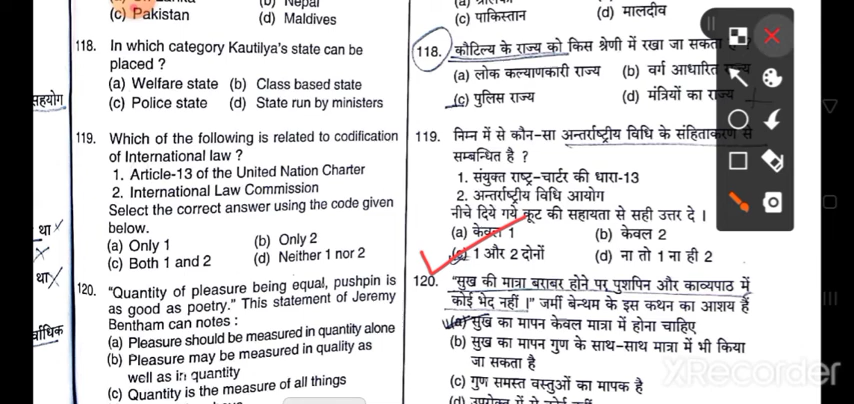 (c) Pakistan
(b) Nepal
(d) Maldives
118. In which category Kautilya's state can be
placed ?
(a) Welfare state (b) Class based state
(c) Police state (d) State run by ministers
119. Which of the following is related to codification
of International law ?
1. Article-13 of the United Nation Charter
2. International Law Commission
Select the correct answer using the code given
below.
(a) Only 1 (b) Only 2
(c) Both 1 and 2 (d) Neither 1 nor 2
120. "Quantity of pleasure being equal, pushpin is
as good as poetry." This statement of Jeremy
Bentham can notes :
(a) Pleasure should be measured in quantity alone
(b) Pleasure may be measured in quality as
well as in quantity
(c) Quantity is the measure of all things
सहयोग
था
था
(c) पाकिस्तान (d) मालदीव
118. कौटिल्य के राज्य को किस श्रेणी में रखा जा सकता ?
(a) लोक कल्याणकारी राज्य (b) वर्ग आधारित राज्य
(c) पुलिस राज्य (d) मंत्रियों का राज्य
119. निम्न में से कौन-सा अन्तर्राष्ट्रीय विधि के संहिताकरण से
सम्बन्धित है ?
1. संयुक्त राष्ट्र-चार्टर की धारा-13
2. अन्तर्राष्ट्रीय विधि आयोग
नीचे दिये गये कूट की सहायता से सही उत्तर दे ।
(a) केवल 1 (b) केवल 2
(c) 1 और 2 दोनों (d) ना तो 1 ना ही 2
120. "सुख की मात्रा बराबर होने पर पुशपिन और काव्यपाठ में
कोई भेद नहीं ।" जर्मी बेन्थम के इस कथन का आशय है
(a) सुख का मापन केवल मात्रा में होना चाहिए
(b) सुख का मापन गुण के साथ-साथ मात्रा में भी किया
जा सकता है
(c) गुण समस्त वस्तुओं का मापक है
XRecorder